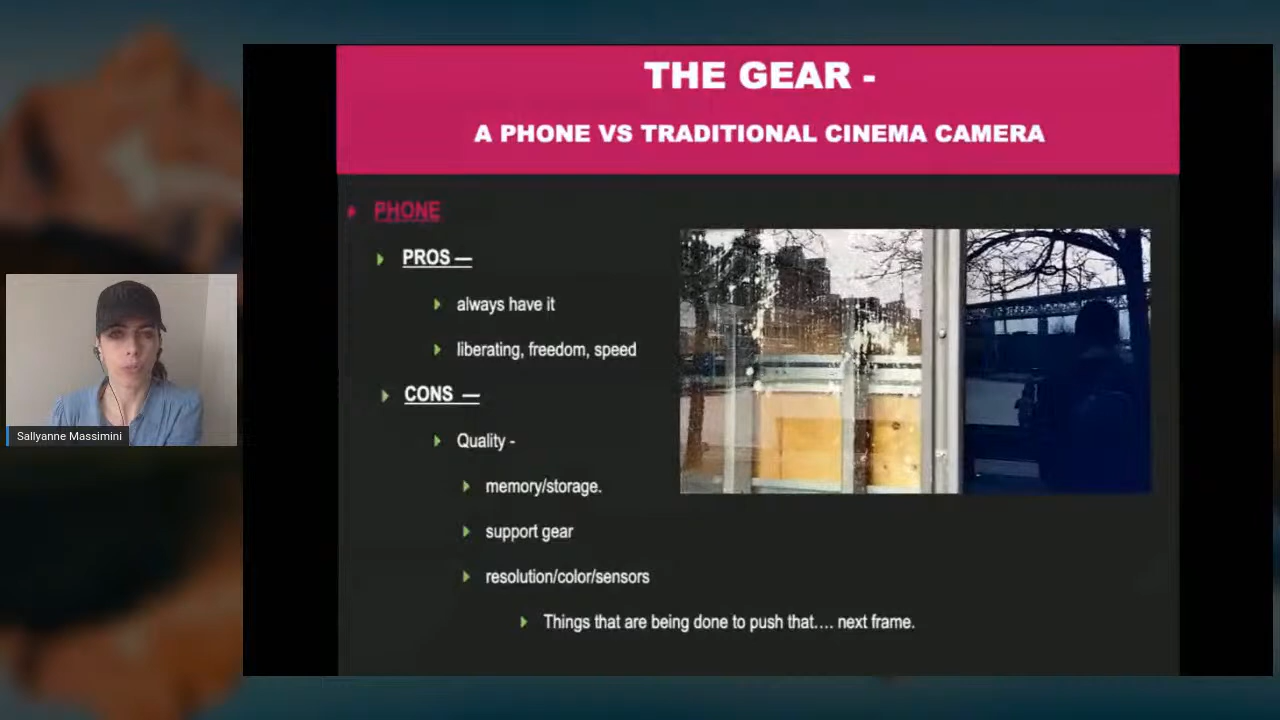 THE GEAR -
A PHONE VS TRADITIONAL CINEMA CAMERA
PHONE
PROS —
always have it
liberating, freedom, speed
CONS —
Quality -
memory/storage.
support gear
resolution/color/sensors
Things that are being done to push that.... next frame.
Sallyanne Massimini